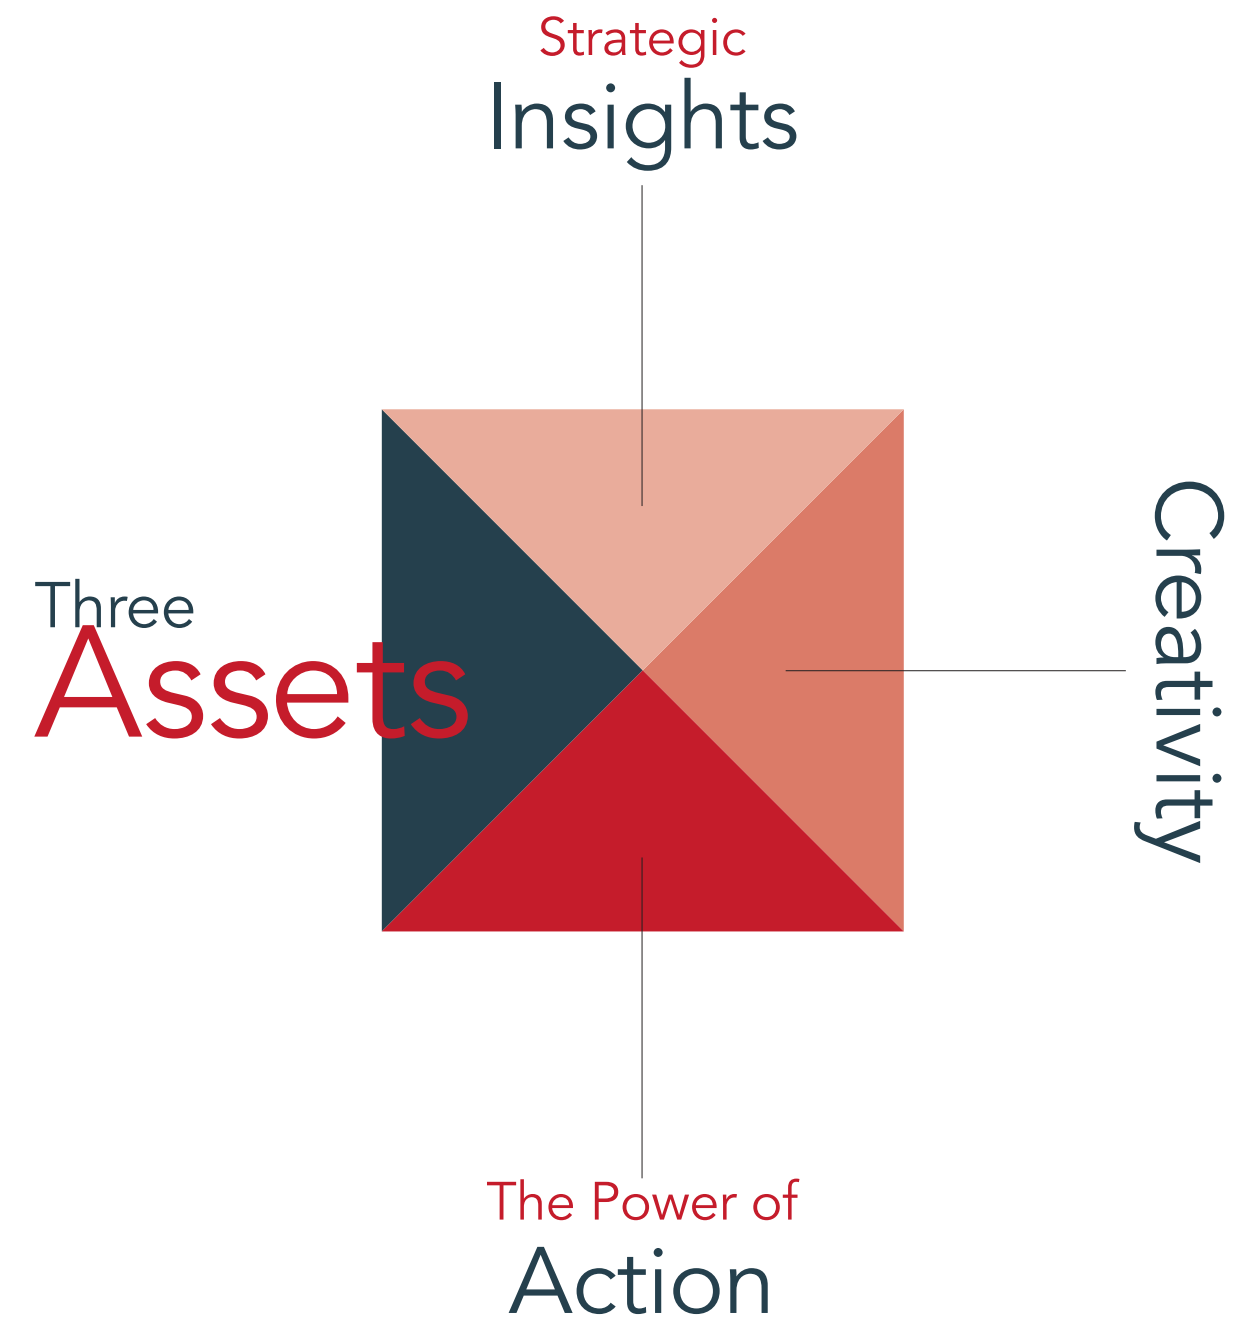 Strategic
Insights
Three
Assets
Creativity
The Power of
Action